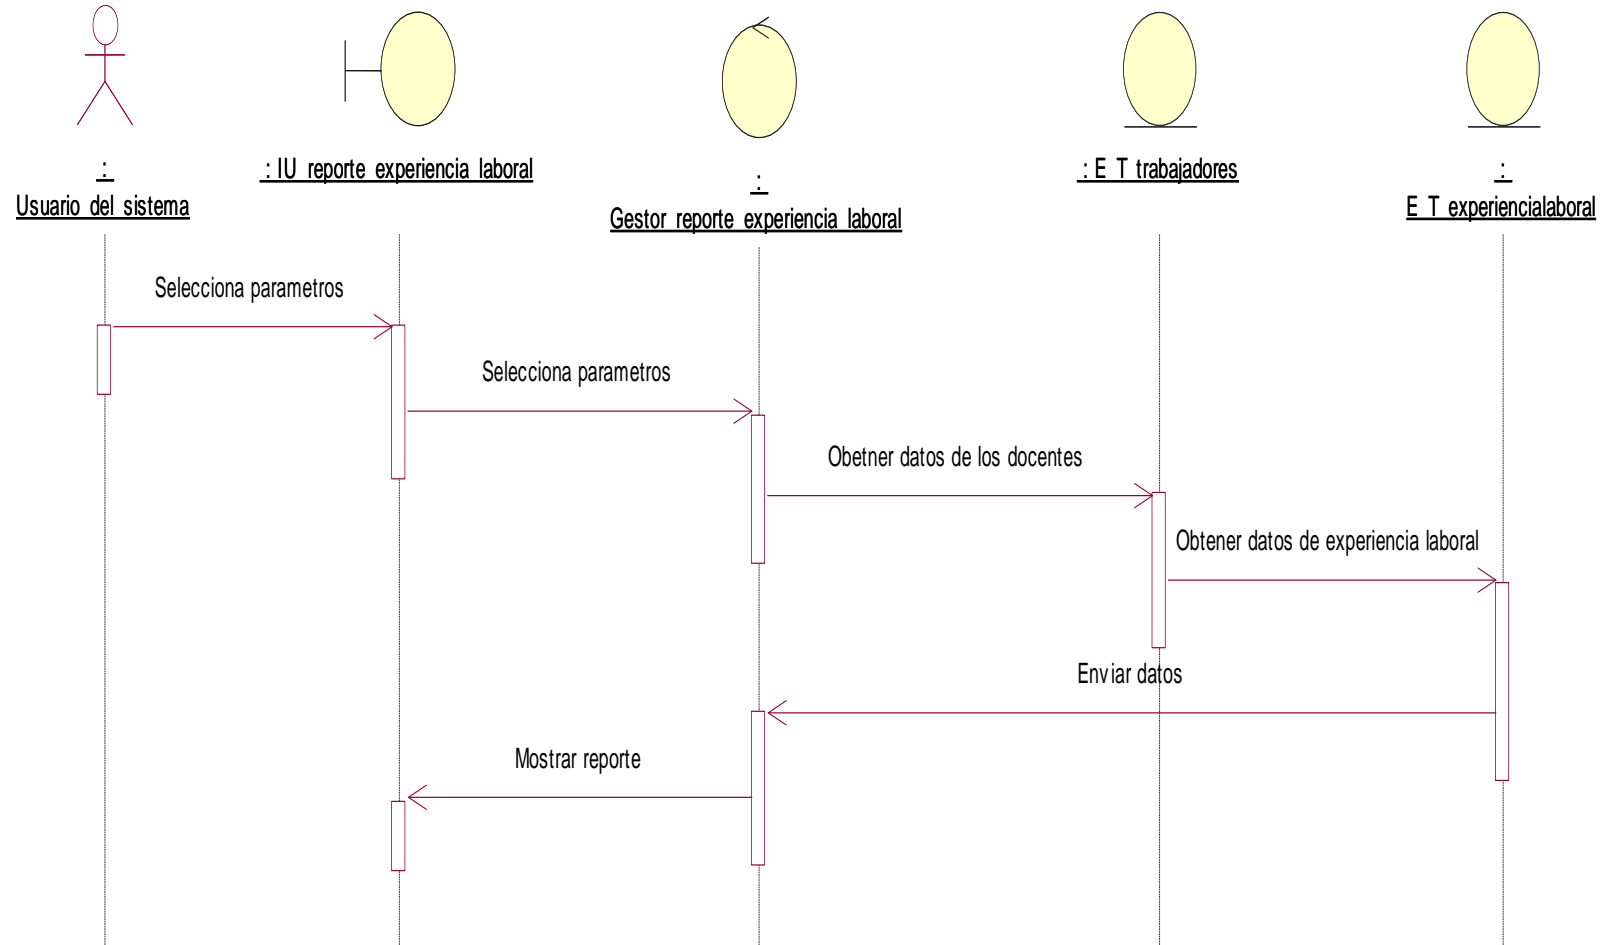 :
Usuario del sistema
: IU reporte experiencia laboral
:
Gestor reporte experiencia laboral
: E T trabajadores
:
E T experiencialaboral
Selecciona parametros
Selecciona parametros
Obetner datos de los docentes
Obtener datos de experiencia laboral
Enviar datos
Mostrar reporte